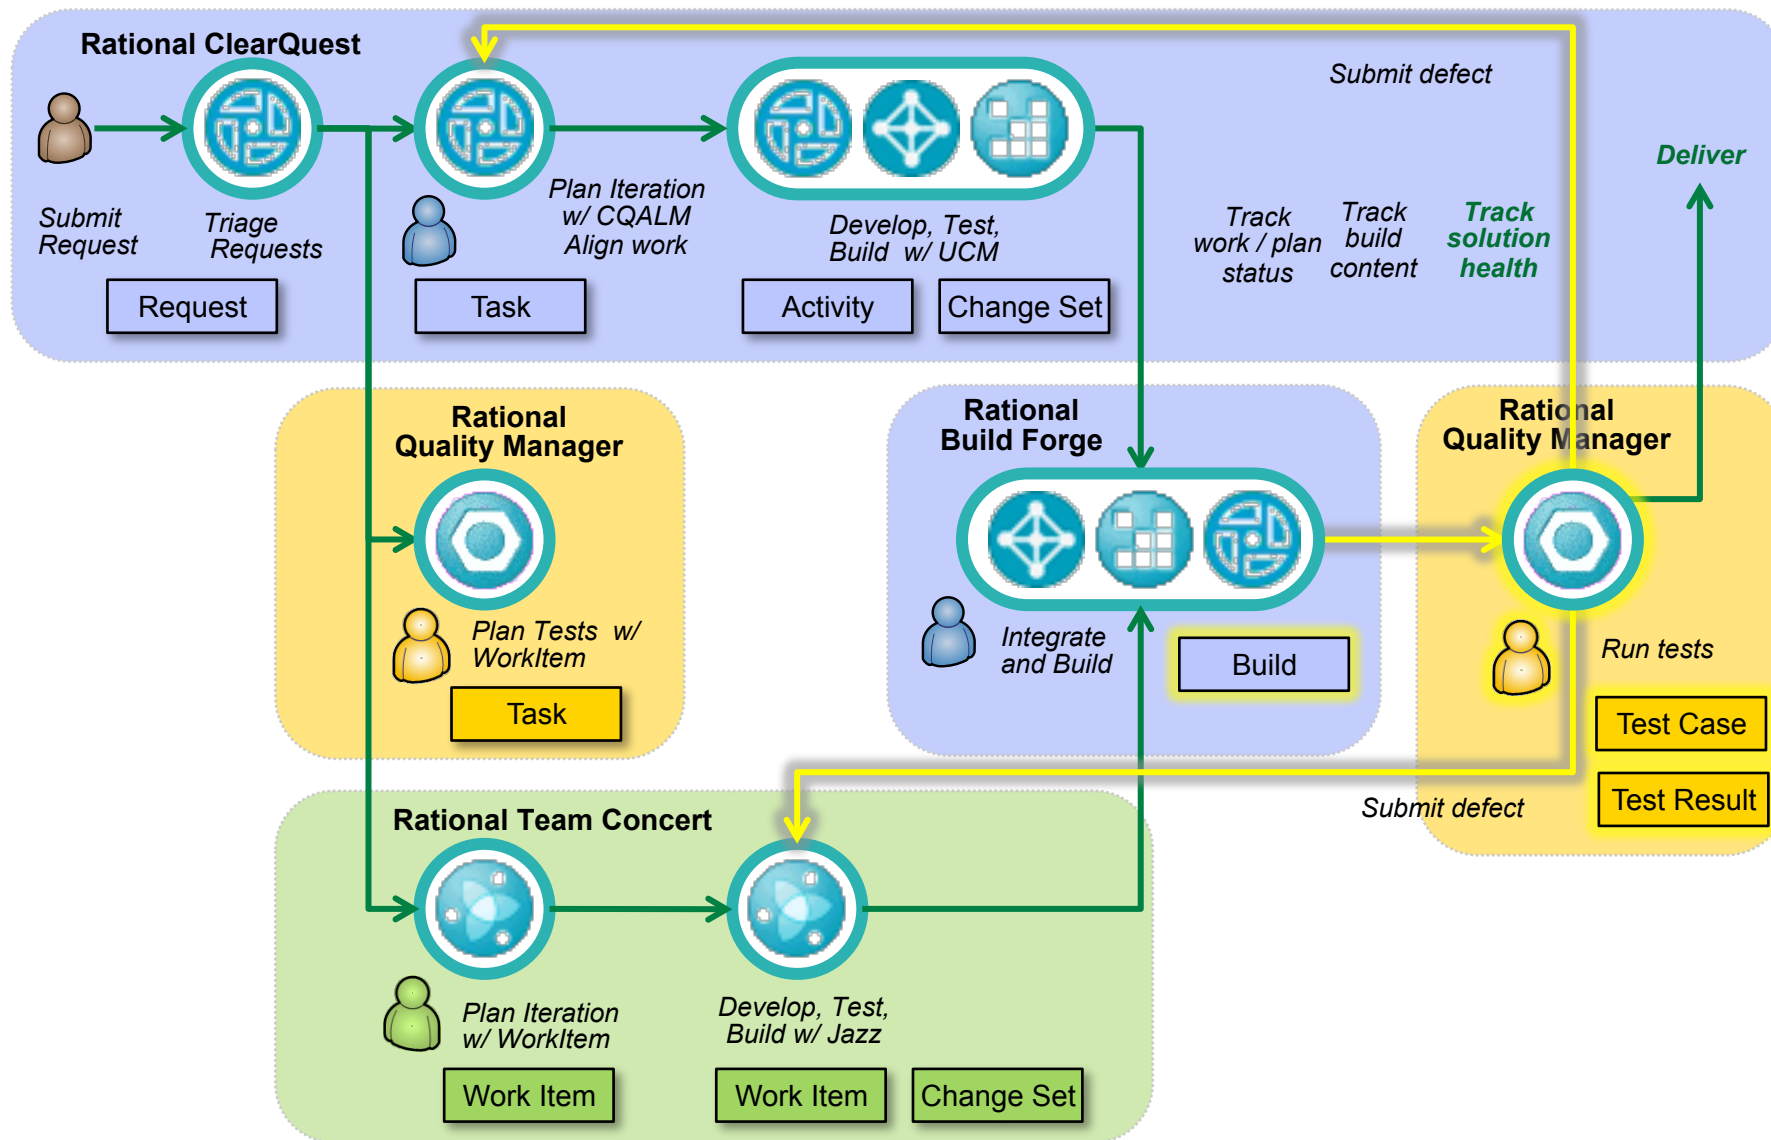 Rational ClearQuest
Submit defect
Deliver
Submit
Request
Triage
Requests
Plan Iteration
w/ CQALM
Align work
Develop, Test,
Build w/ UCM
Track
work / plan
status
Track
build
content
Track
solution
health
Request
Task
Activity
Change Set
Rational
Quality Manager
Plan Tests w/
WorkItem
Task
Rational
Build Forge
Integrate
and Build
Build
Rational
Quality Manager
Run tests
Test Case
Test Result
Submit defect
Rational Team Concert
Plan Iteration
w/ WorkItem
Develop, Test,
Build w/ Jazz
Work Item
Work Item
Change Set